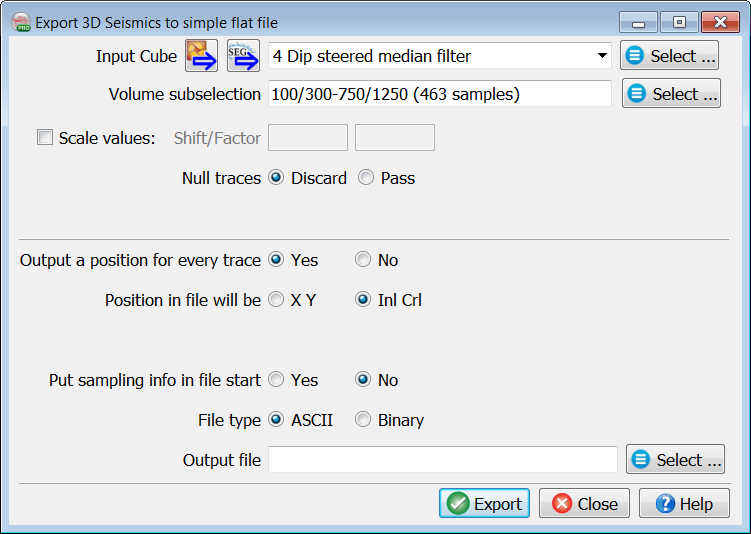 PRO Export 3D Seismics to simple flat file
Input Cube SEG 4 Dip steered median filter Select ...
Volume subselection 100/300-750/1250 (463 samples) Select ...
Scale values: Shift/Factor
Null traces Discard Pass
Output a position for every trace Yes No
Position in file will be X Y Inl Crl
Put sampling info in file start Yes No
File type ASCII Binary
Output file Select ...
Export Close ? Help